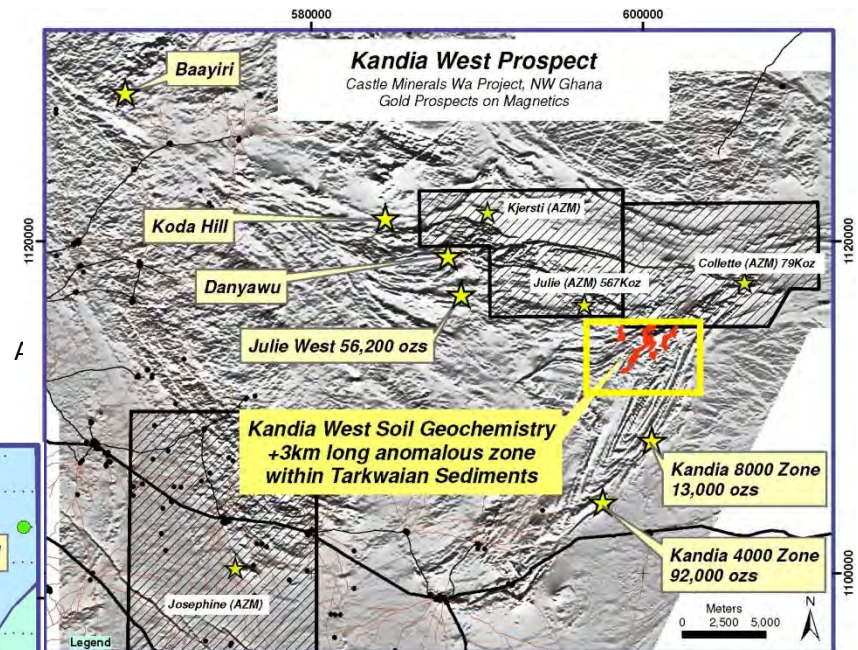 580000
600000
Kandia West Prospect
Castle Minerals Wa Project, NW Ghana
Gold Prospects on Magnetics
Baayiri
Koda Hill
Kjersti (AZM)
1120000
1120000
Danyawu
Collette (AZM) 79Koz
Julie (AZM) 567Koz
Julie West 56,200 ozs
Kandia West Soil Geochemistry
+3km long anomalous zone
within Tarkwaian Sediments
Kandia 8000 Zone
13,000 ozs
Kandia 4000 Zone
92,000 ozs
1100000
Josephine (AZM)
Meters
0 2,500 5,000
N
Legend